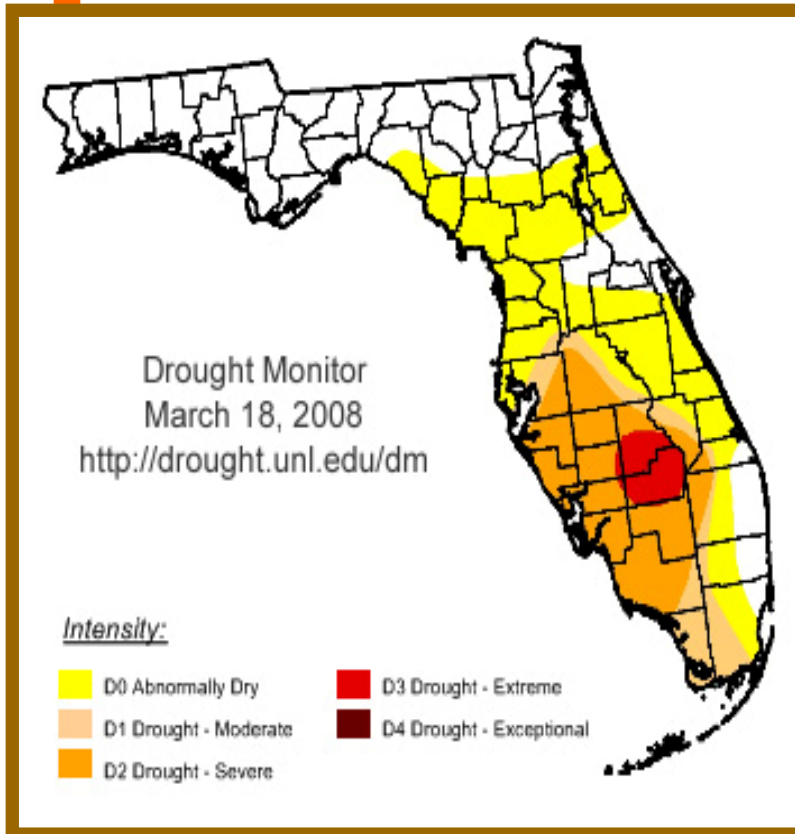 Drought Monitor
March 18, 2008
http://drought.unl.edu/dm
Intensity:
D0 Abnormally Dry
D1 Drought - Moderate
D2 Drought - Severe
D3 Drought - Extreme
D4 Drought - Exceptional